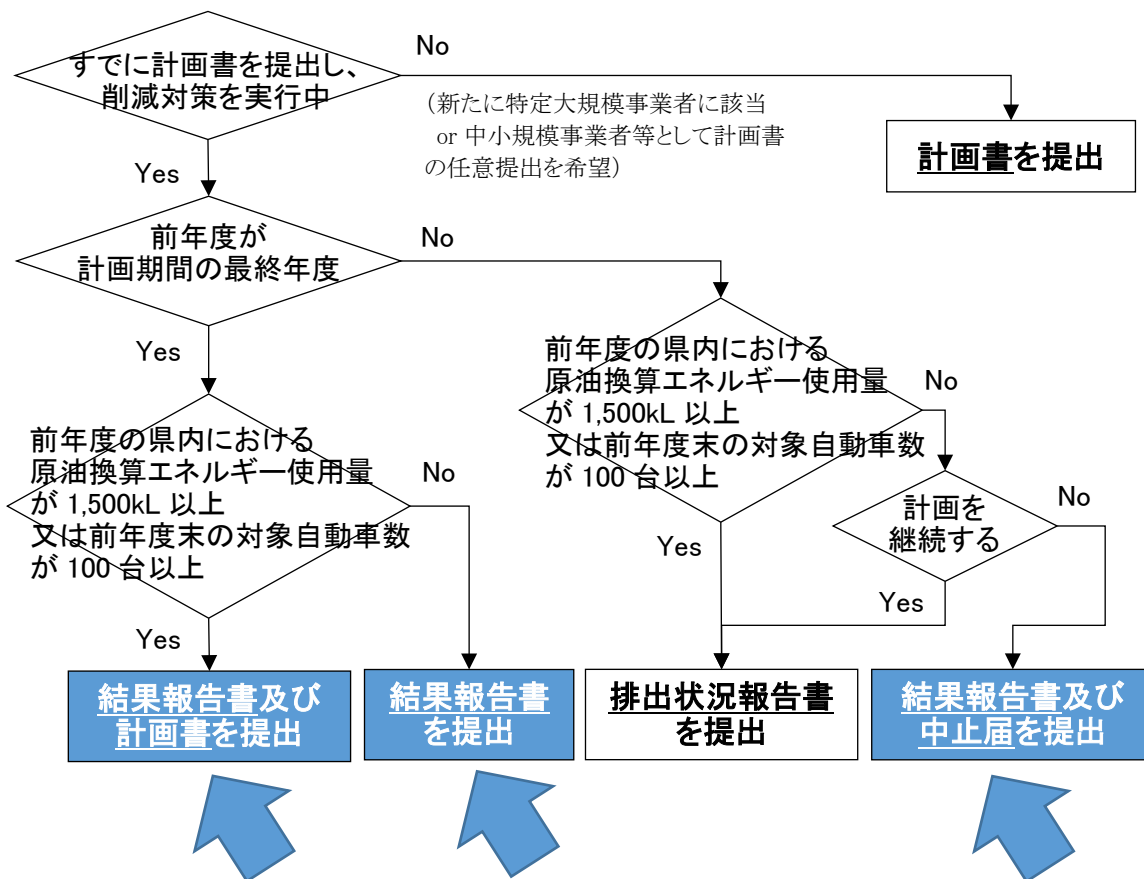 すでに計画書を提出し、
削減対策を実行中
No
（新たに特定大規模事業者に該当
or 中小規模事業者等として計画書
の任意提出を希望）
計画書を提出
Yes
前年度が
計画期間の最終年度
No
Yes
前年度の県内における
原油換算エネルギー使用量
が 1,500kL 以上
又は前年度末の対象自動車数
が 100 台以上
No
前年度の県内における
原油換算エネルギー使用量
が 1,500kL 以上
又は前年度末の対象自動車数
が 100 台以上
No
計画を
継続する
No
Yes
Yes
Yes
結果報告書及び
計画書を提出
結果報告書
を提出
排出状況報告書
を提出
結果報告書及び
中止届を提出